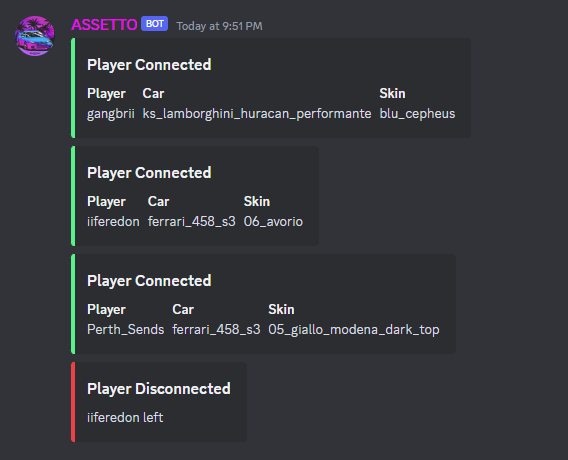 ASSETTO BOT Today at 9:51 PM
Player Connected
Player Car Skin
gangbrii ks_lamborghini_huracan_performante blu_cepheus
Player Connected
Player Car Skin
iiferedon ferrari_458_s3 06_avorio
Player Connected
Player Car Skin
Perth_Sends ferrari_458_s3 05_giallo_modena_dark_top
Player Disconnected
iiferedon left